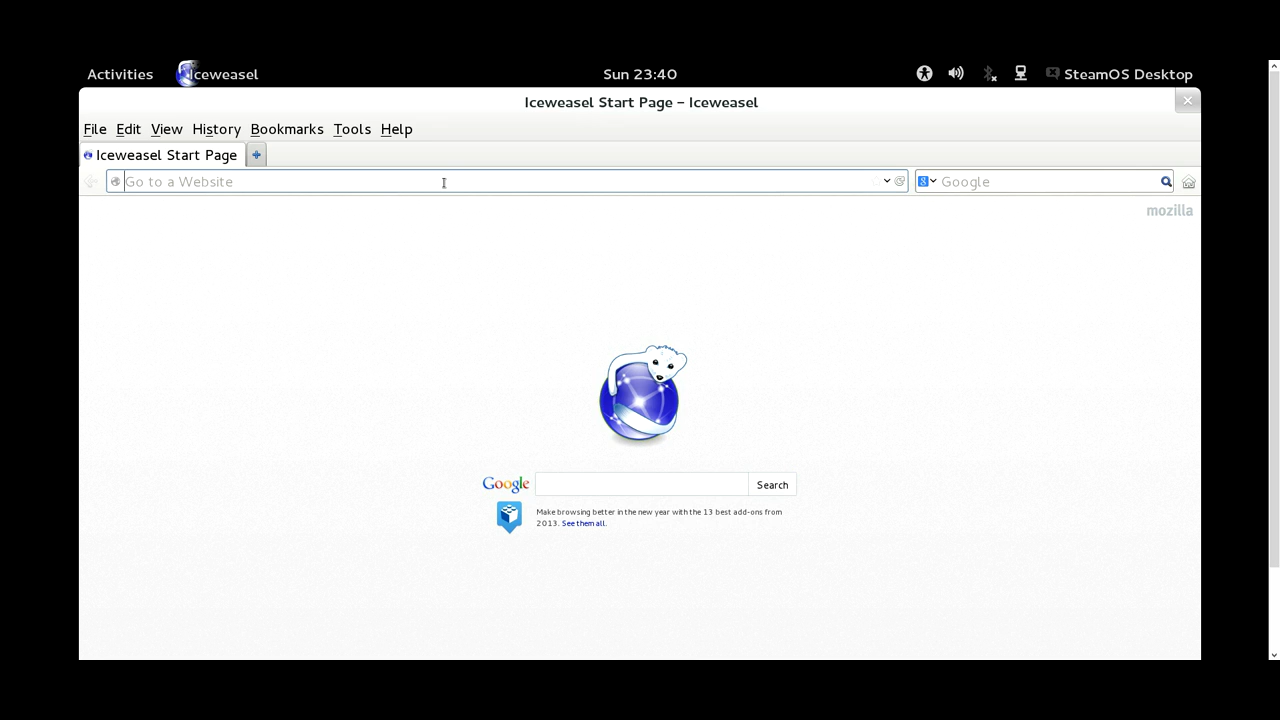 Activities Iceweasel Sun 23:40 SteamOS Desktop
Iceweasel Start Page – Iceweasel
File Edit View History Bookmarks Tools Help
Iceweasel Start Page
Go to a Website Google
mozilla
Google Search
Make browsing better in the new year with the 13 best add-ons from
2013. See them all.